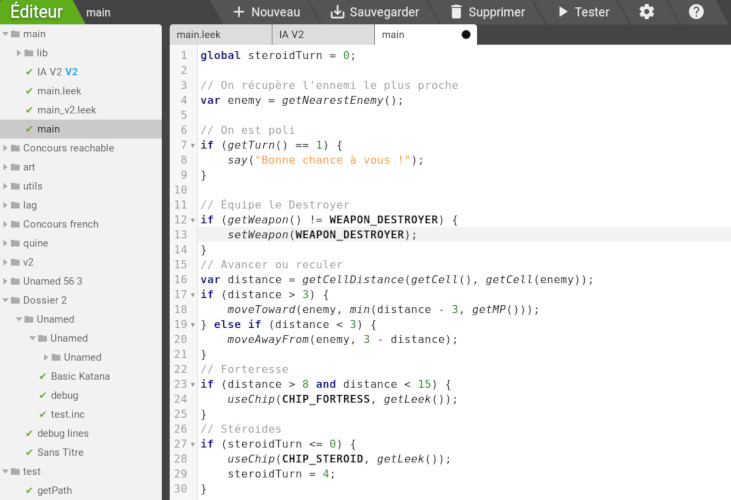 Éditeur main + Nouveau Sauvegarder Supprimer Tester
main
lib
IA V2 V2
main.leek
main_v2.leek
main
Concours reachable
art
utils
lag
Concours french
quine
v2
Unamed 56 3
Dossier 2
Unamed
Unamed
Unamed
Basic Katana
debug
test.inc
debug lines
Sans Titre
test
getPath
main.leek IA V2 main
1 global steroidTurn = 0;
2
3 // On récupère l'ennemi le plus proche
4 var enemy = getNearestEnemy();
5
6 // On est poli
7 if (getTurn() == 1) {
8 say("Bonne chance à vous !");
9 }
10
11 // Équipe le Destroyer
12 if (getWeapon() != WEAPON_DESTROYER) {
13 setWeapon(WEAPON_DESTROYER);
14 }
15 // Avancer ou reculer
16 var distance = getCellDistance(getCell(), getCell(enemy));
17 if (distance > 3) {
18 moveToward(enemy, min(distance - 3, getMP()));
19 } else if (distance < 3) {
20 moveAwayFrom(enemy, 3 - distance);
21 }
22 // Forteresse
23 if (distance > 8 and distance < 15) {
24 useChip(CHIP_FORTRESS, getLeek());
25 }
26 // Stéroides
27 if (steroidTurn <= 0) {
28 useChip(CHIP_STEROID, getLeek());
29 steroidTurn = 4;
30 }